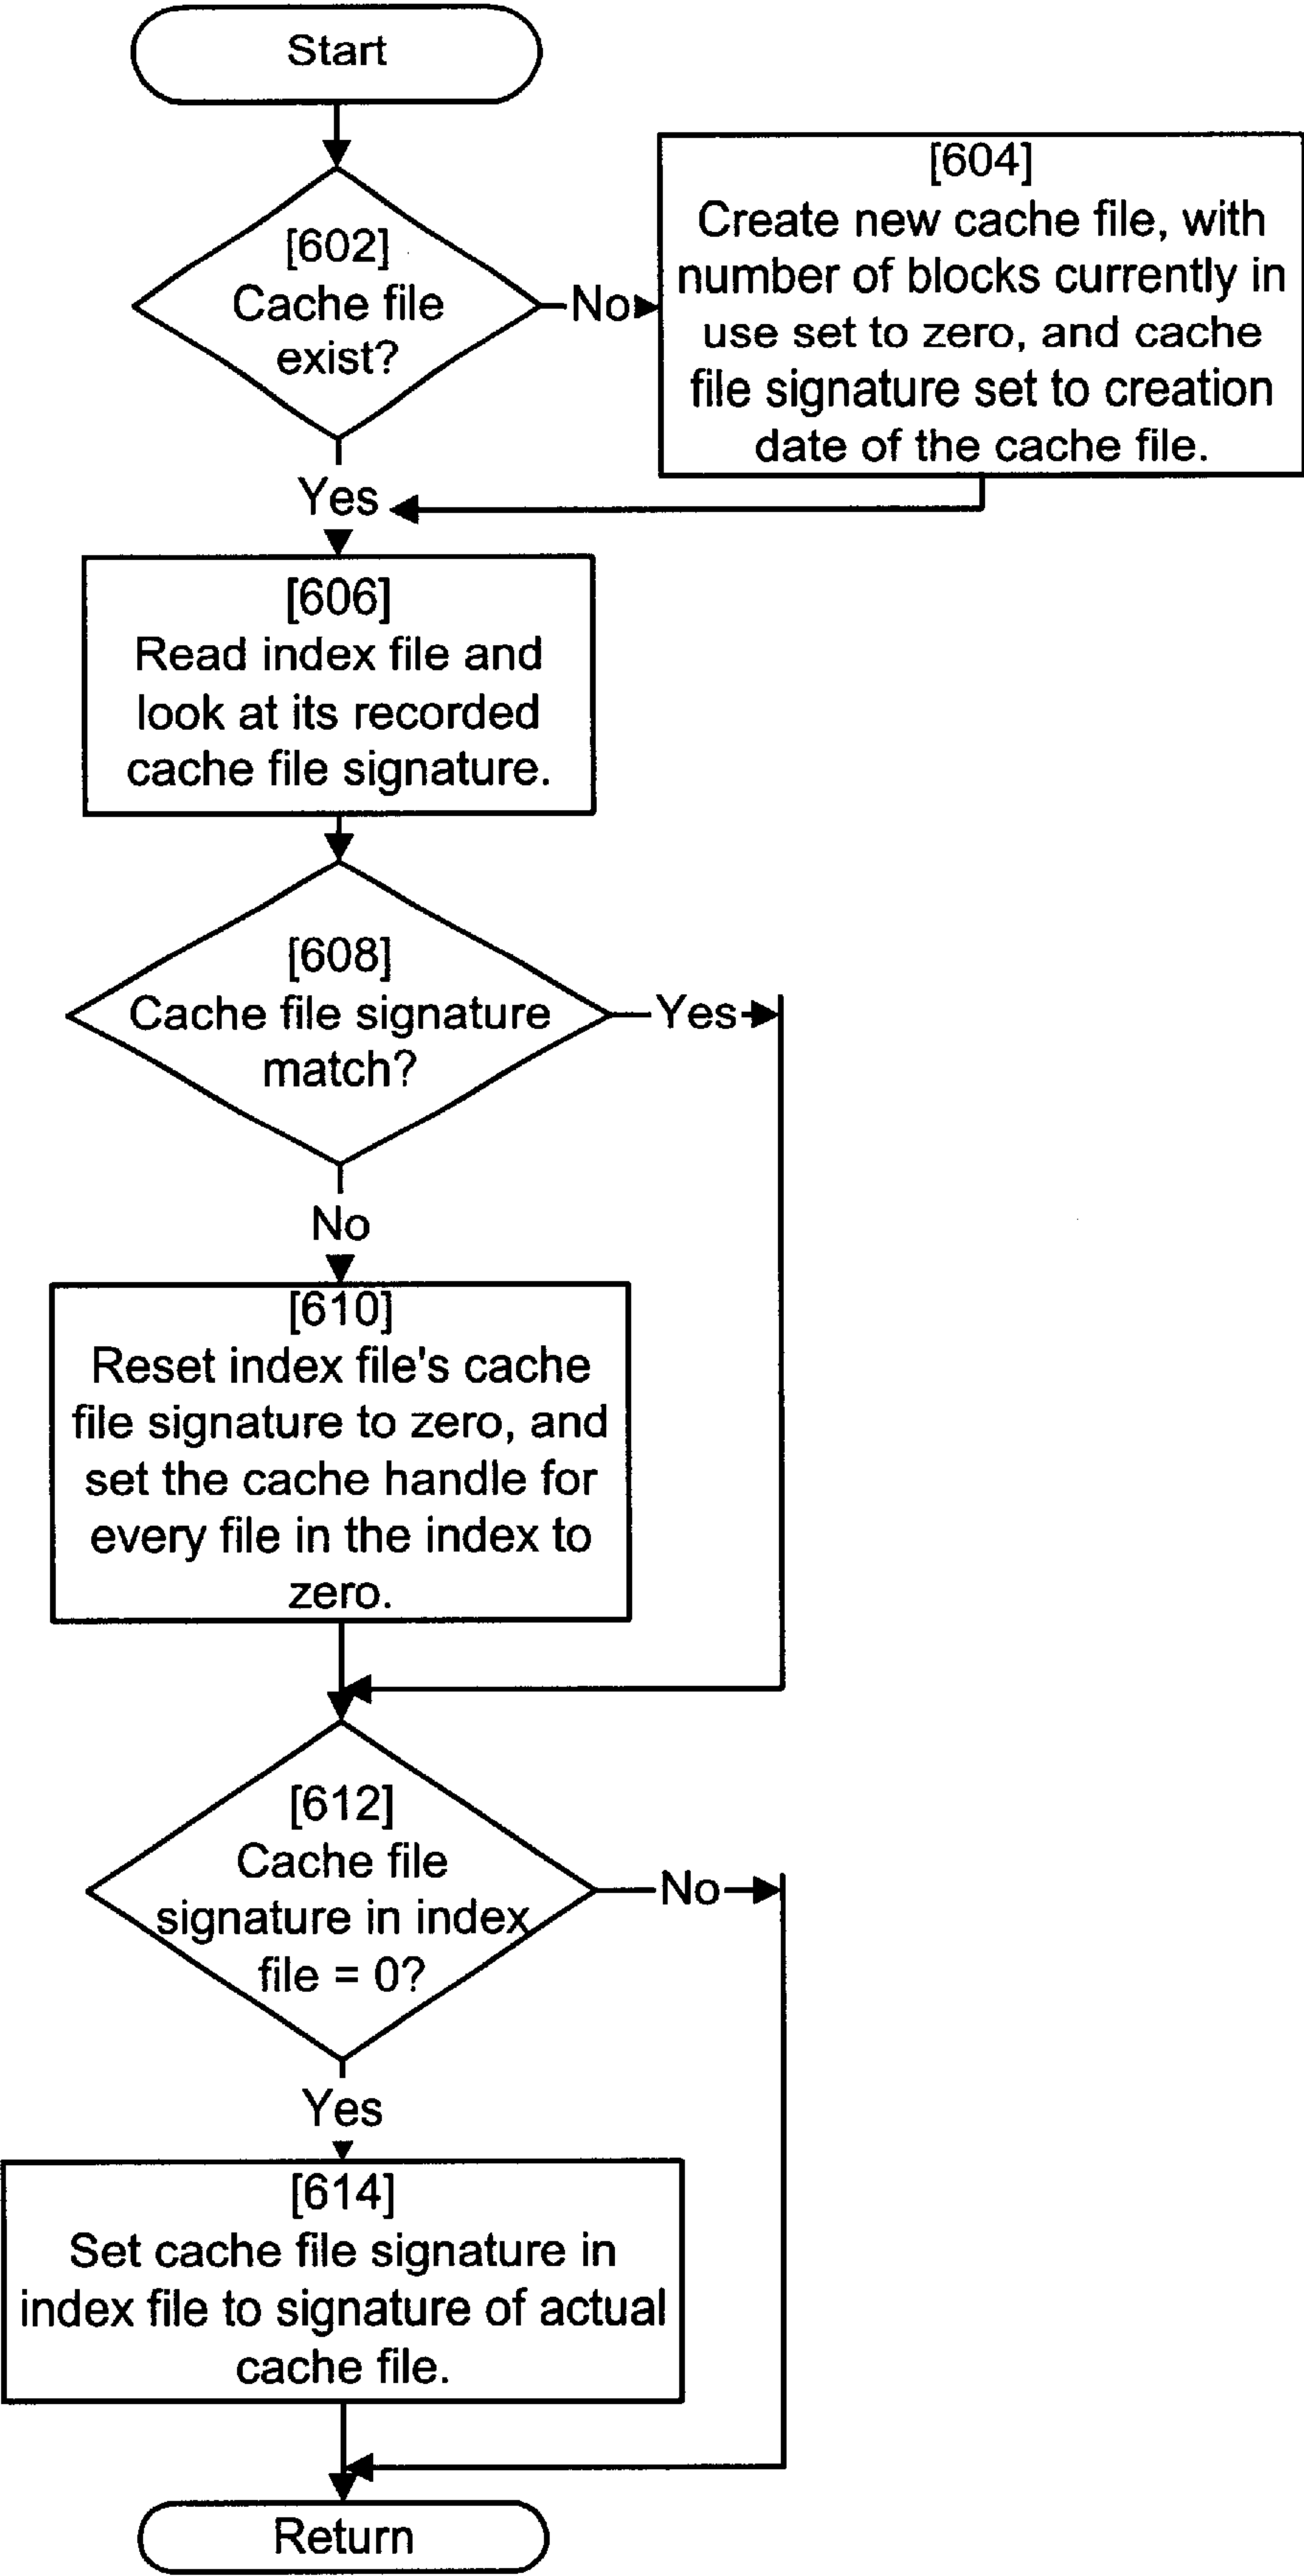 Start
[602]
Cache file
exist?
No
[604]
Create new cache file, with
number of blocks currently in
use set to zero, and cache
file signature set to creation
date of the cache file.
Yes
[606]
Read index file and
look at its recorded
cache file signature.
[608]
Cache file signature
match?
Yes
No
[610]
Reset index file's cache
file signature to zero, and
set the cache handle for
every file in the index to
zero.
[612]
Cache file
signature in index
file = 0?
No
Yes
[614]
Set cache file signature in
index file to signature of actual
cache file.
Return